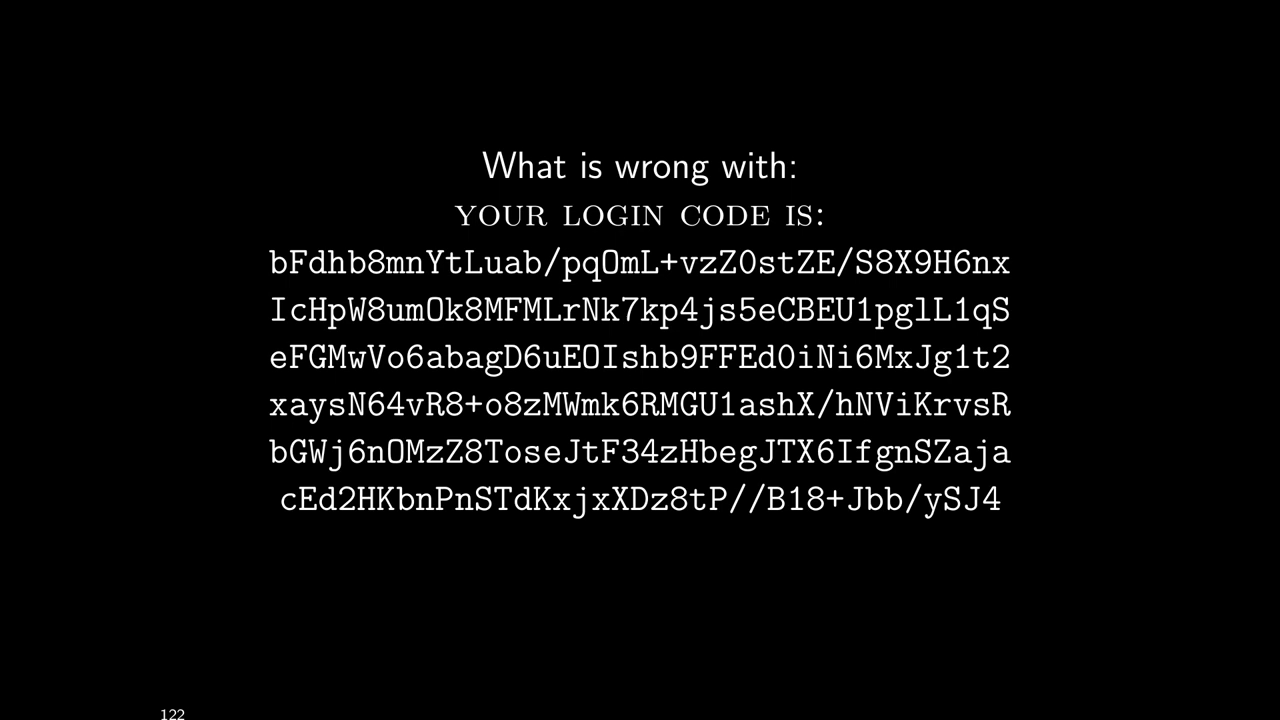 What is wrong with:
YOUR LOGIN CODE IS:
bFdhb8mnYtLuab/pqOmL+vzZ0stZE/S8X9H6nx
IcHpW8umOk8MFMLrNk7kp4js5eCBEU1pglL1qS
eFGMwVo6abagD6uEOIshb9FFEd0iNi6MxJg1t2
xaysN64vR8+o8zMWmk6RMGU1ashX/hNViKrvsR
bGWj6nOMzZ8ToseJtF34zHbegJTX6IfgnSZaja
cEd2HKbnPnSTdKxjxXDz8tP//B18+Jbb/ySJ4
122